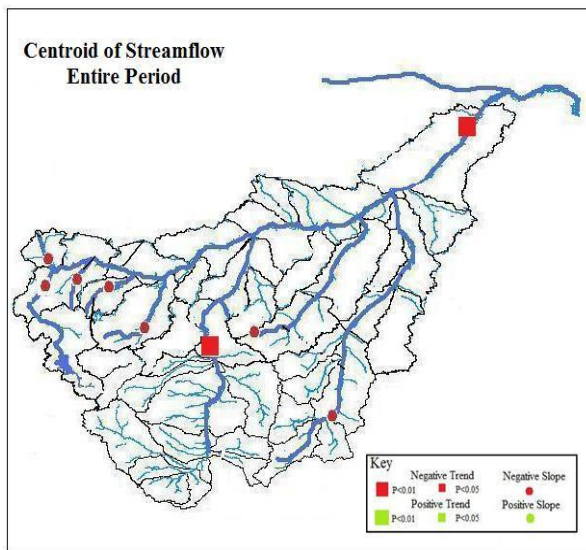 Centroid of Streamflow
Entire Period
Key
Negative Trend
Negative Slope
P<0.01
P<0.05
Positive Trend
Positive Slope
P<0.01
P<0.05